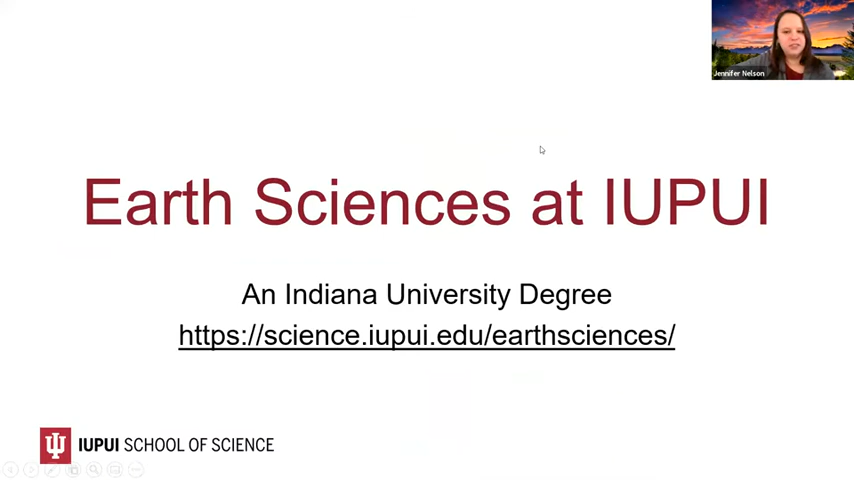 Jennifer Nelson
Earth Sciences at IUPUI
An Indiana University Degree
https://science.iupui.edu/earthsciences/
IUPUI SCHOOL OF SCIENCE